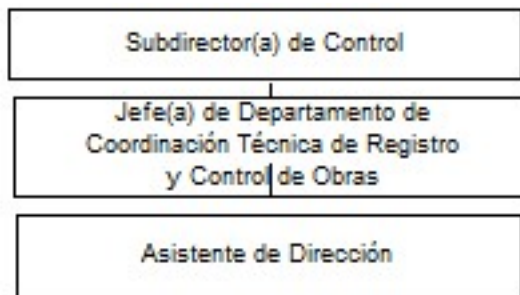 Subdirector(a) de Control
Jefe(a) de Departamento de
Coordinación Técnica de Registro
y Control de Obras
Asistente de Dirección